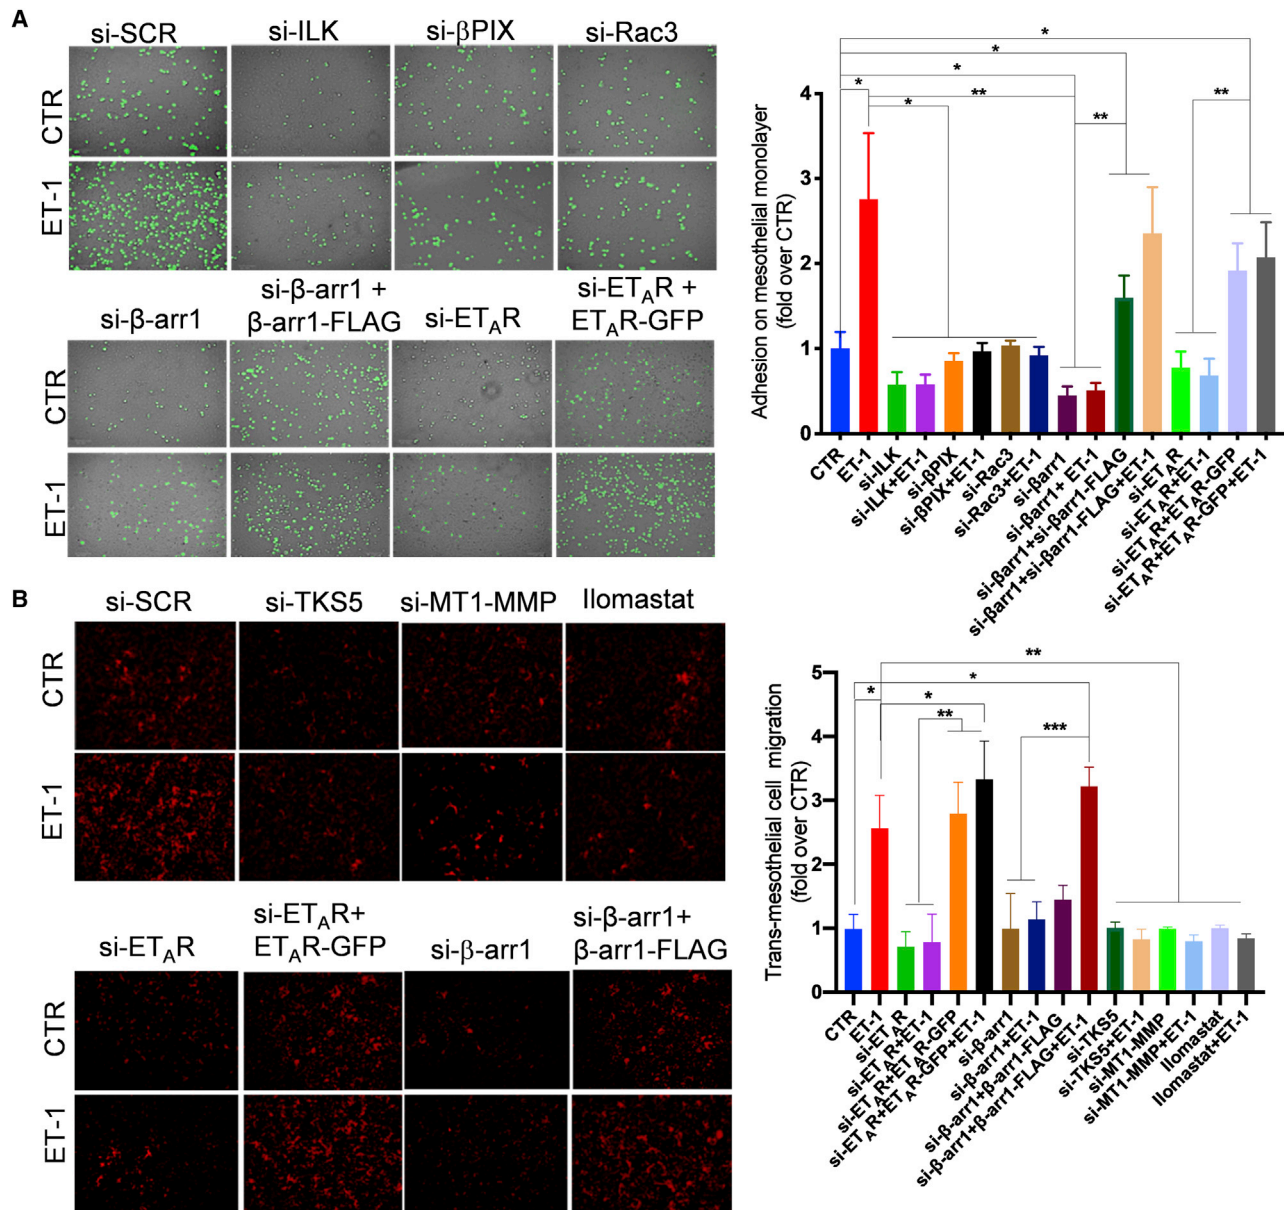 A
si-SCR
si-ILK
si-βPIX
si-Rac3
CTR
ET-1
si-β-arr1
si-β-arr1 +
β-arr1-FLAG
si-ETAR
si-ETAR +
ETAR-GFP
CTR
ET-1
Adhesion on mesothelial monolayer
(fold over CTR)
4
3
2
1
0
*
*
*
*
**
*
**
**
CTR
ET-1
si-ILK
si-ILK+ET-1
si-βPIX
si-βPIX+ET-1
si-Rac3
si-Rac3+ET-1
si-βarr1
si-βarr1+ ET-1
si-βarr1+si-βarr1-FLAG
si-βarr1+si-βarr1-FLAG+ET-1
si-ETAR
si-ETAR+ET-1
si-ETAR+ETAR-GFP
si-ETAR+ETAR-GFP+ET-1
B
si-SCR
si-TKS5
si-MT1-MMP
Ilomastat
CTR
ET-1
si-ETAR
si-ETAR+
ETAR-GFP
si-β-arr1
si-β-arr1+
β-arr1-FLAG
CTR
ET-1
Trans-mesothelial cell migration
(fold over CTR)
5
4
3
2
1
0
**
*
*
*
**
***
CTR
ET-1
si-ETAR
si-ETAR+ET-1
si-ETAR+ETAR-GFP
si-ETAR+ETAR-GFP+ET-1
si-β-arr1
si-β-arr1+ET-1
si-β-arr1+β-arr1-FLAG
si-β-arr1+β-arr1-FLAG+ET-1
si-TKS5
si-TKS5+ET-1
si-MT1-MMP
si-MT1-MMP+ET-1
Ilomastat
Ilomastat+ET-1